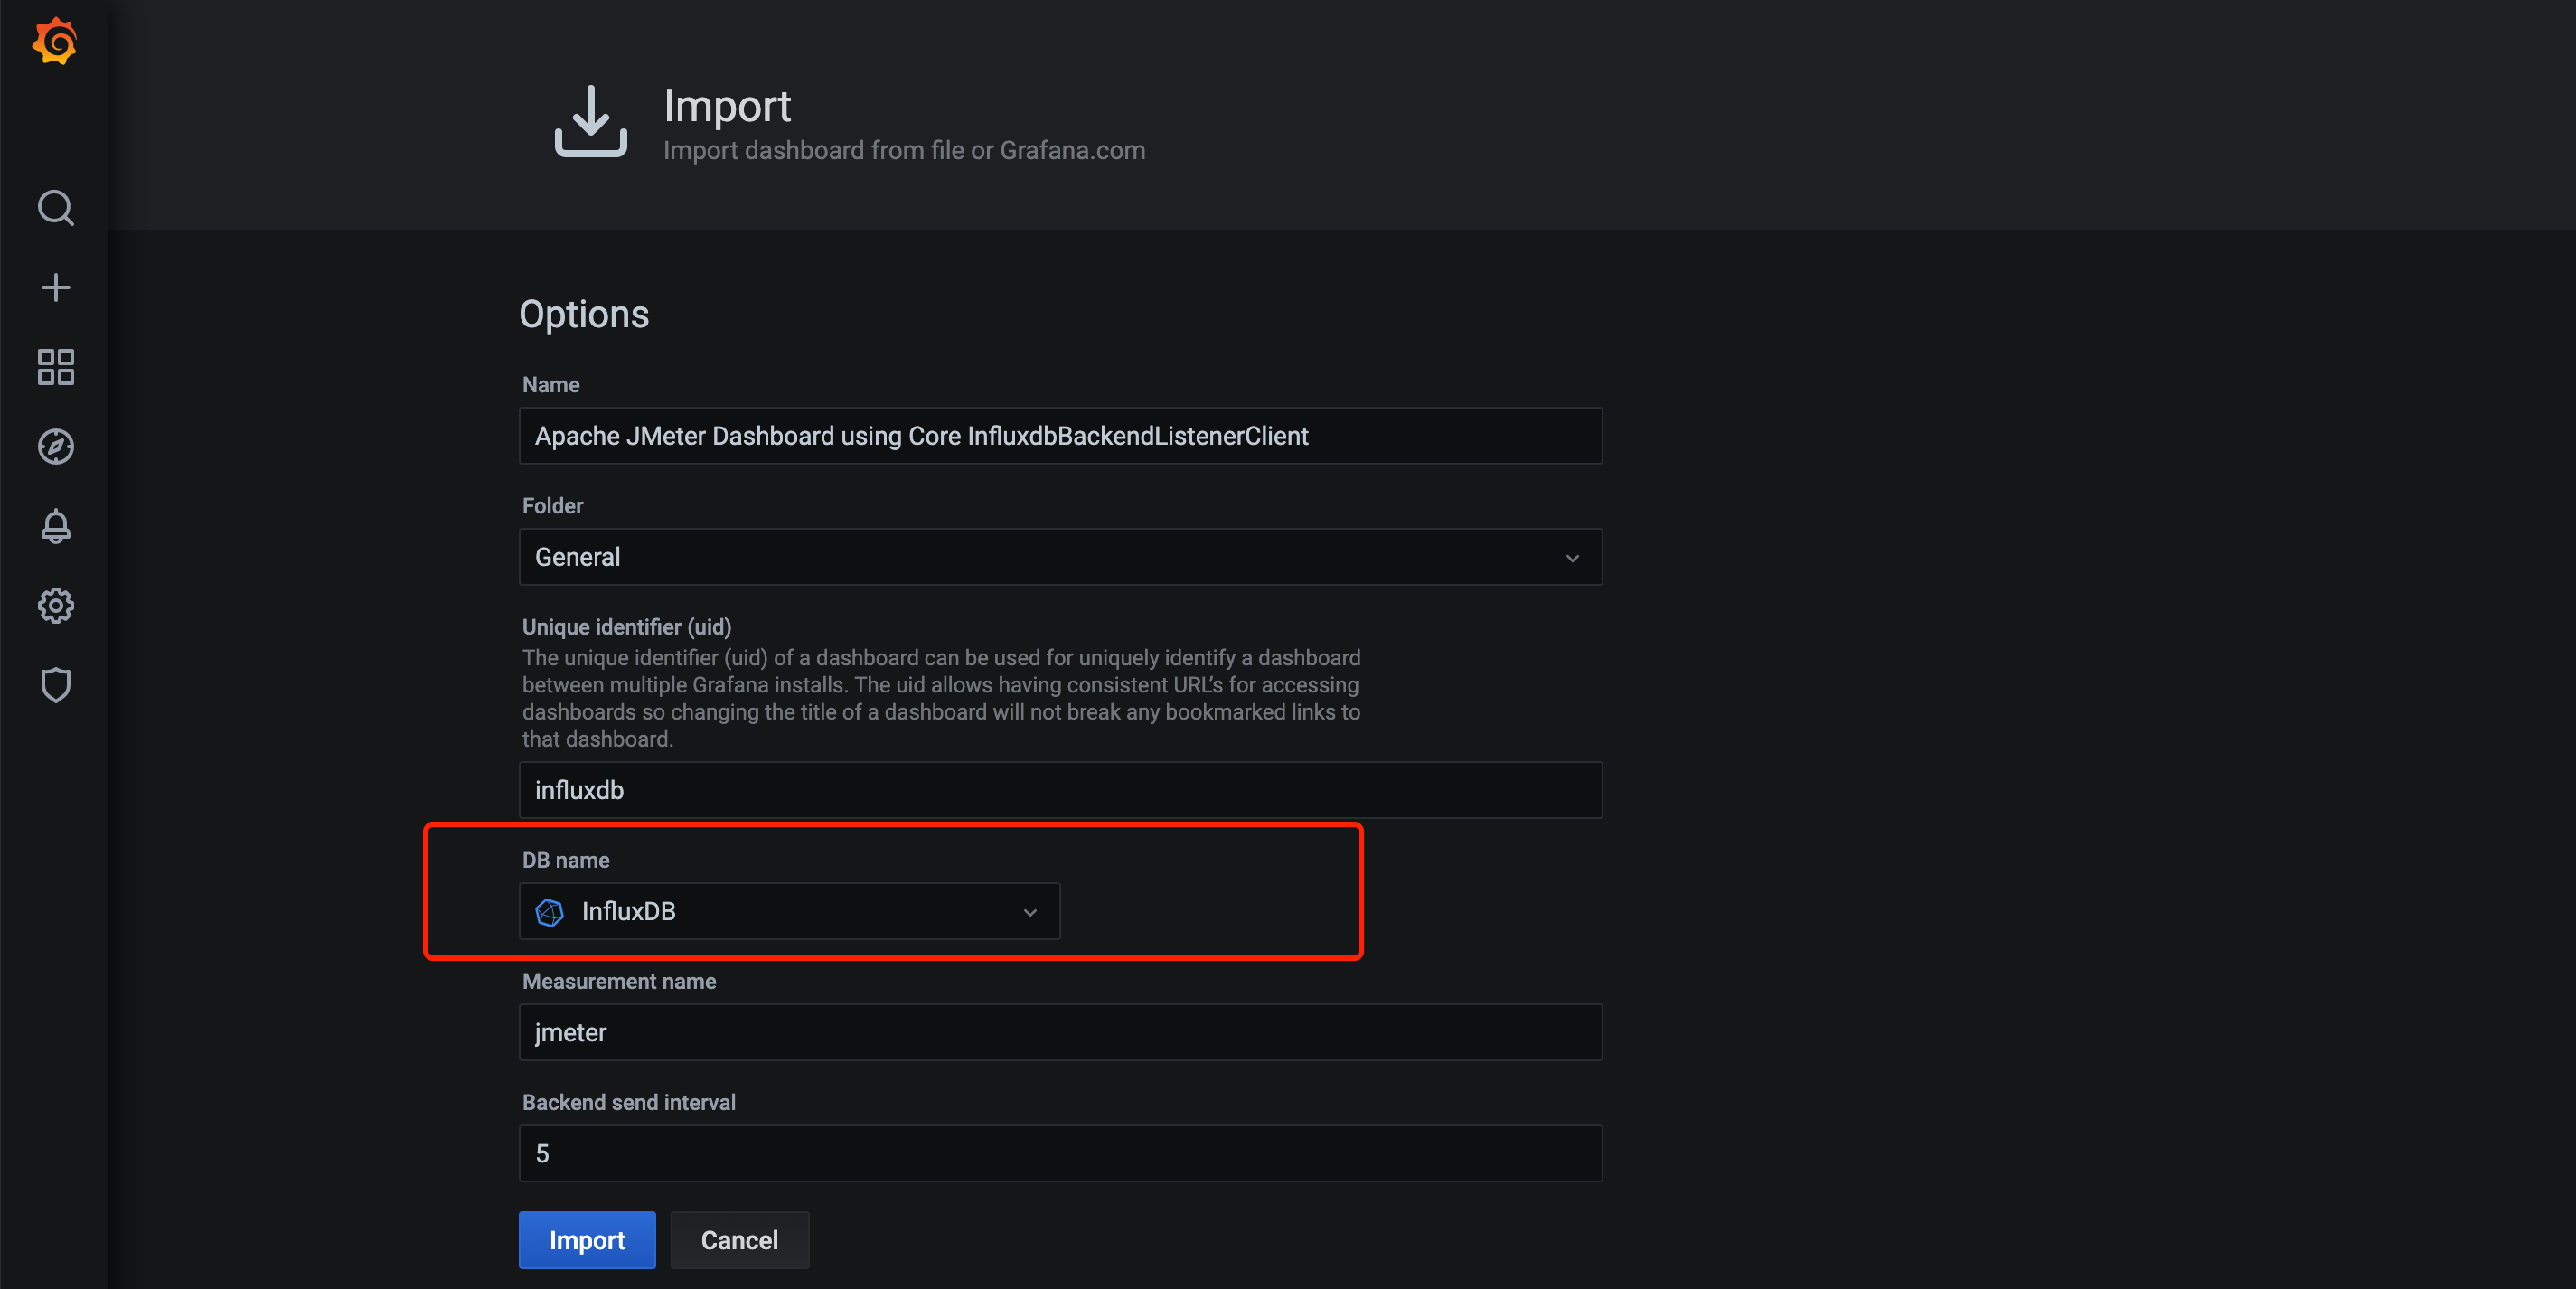 Import
Import dashboard from file or Grafana.com
Options
Name
Apache JMeter Dashboard using Core InfluxdbBackendListenerClient
Folder
General
Unique identifier (uid)
The unique identifier (uid) of a dashboard can be used for uniquely identify a dashboard
between multiple Grafana installs. The uid allows having consistent URL’s for accessing
dashboards so changing the title of a dashboard will not break any bookmarked links to
that dashboard.
influxdb
DB name
InfluxDB
Measurement name
jmeter
Backend send interval
5
Import Cancel